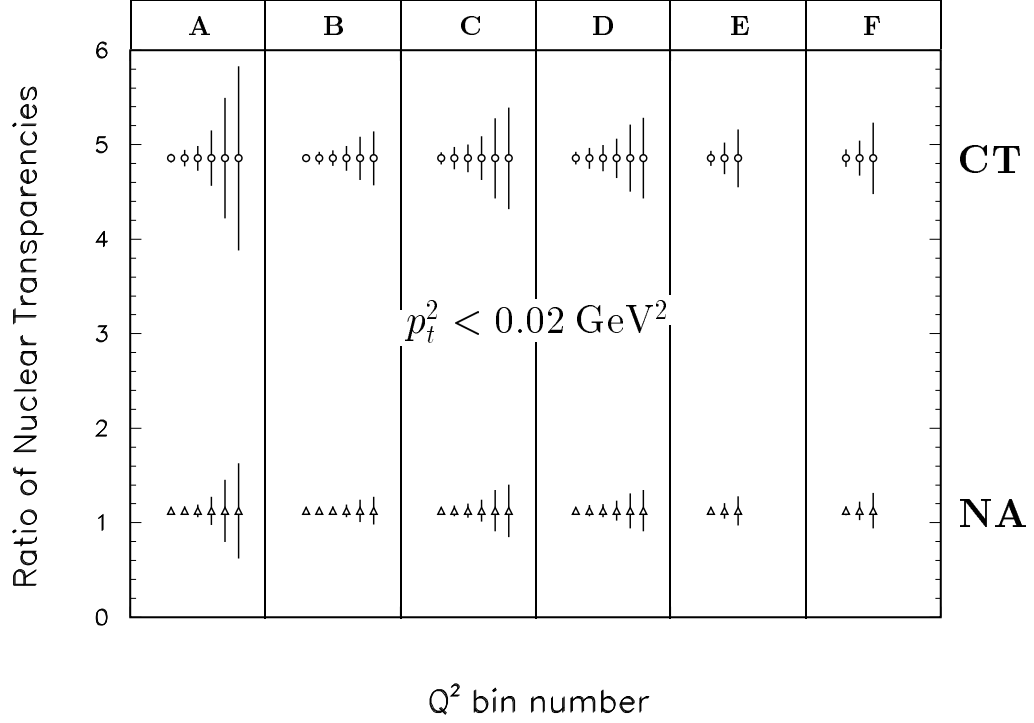 A B C D E F
6
5
4
3
2
1
0
Ratio of Nuclear Transparencies
CT
p_t^2 < 0.02 GeV^2
NA
Q^2 bin number